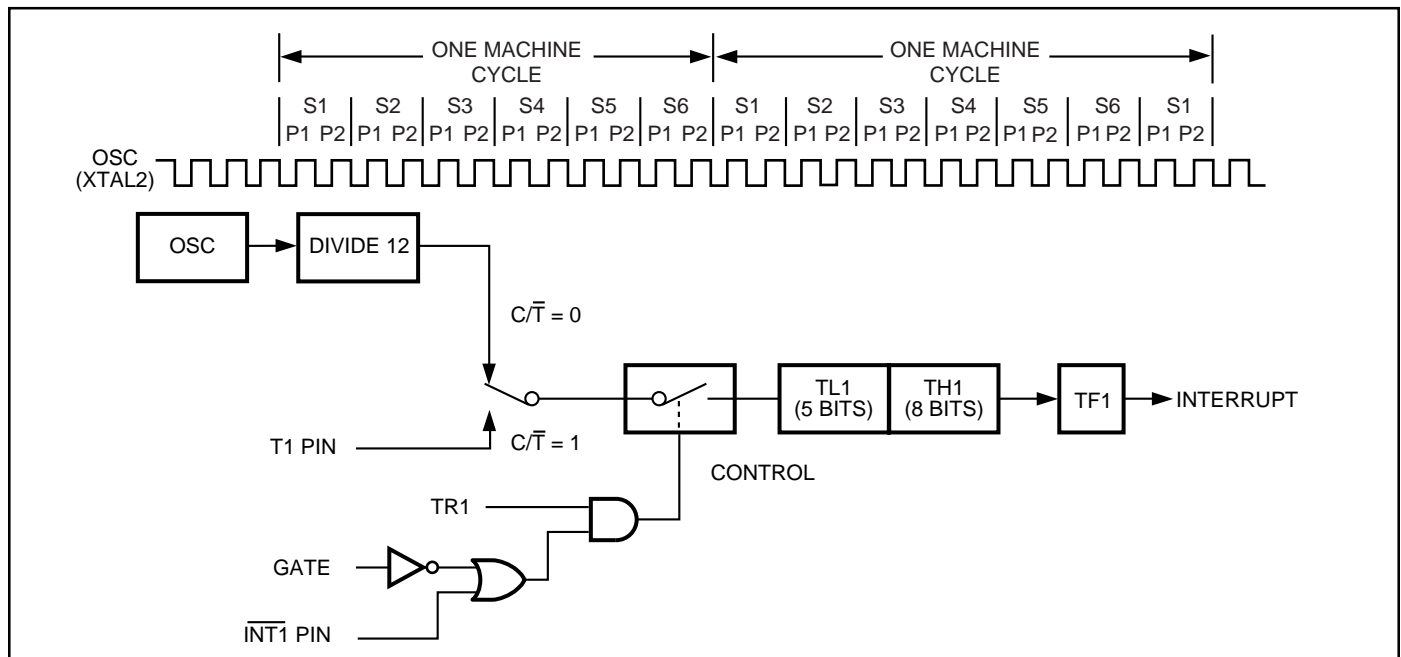 ONE MACHINE CYCLE
ONE MACHINE CYCLE
S1 S2 S3 S4 S5 S6 S1 S2 S3 S4 S5 S6 S1
P1 P2 P1 P2 P1 P2 P1 P2 P1 P2 P1 P2 P1 P2 P1 P2 P1 P2 P1 P2 P1 P2 P1 P2 P1 P2
OSC
(XTAL2)
OSC
DIVIDE 12
C/T̅ = 0
TL1
(5 BITS)
TH1
(8 BITS)
TF1
INTERRUPT
T1 PIN
C/T̅ = 1
CONTROL
TR1
GATE
I̅N̅T̅1̅ PIN